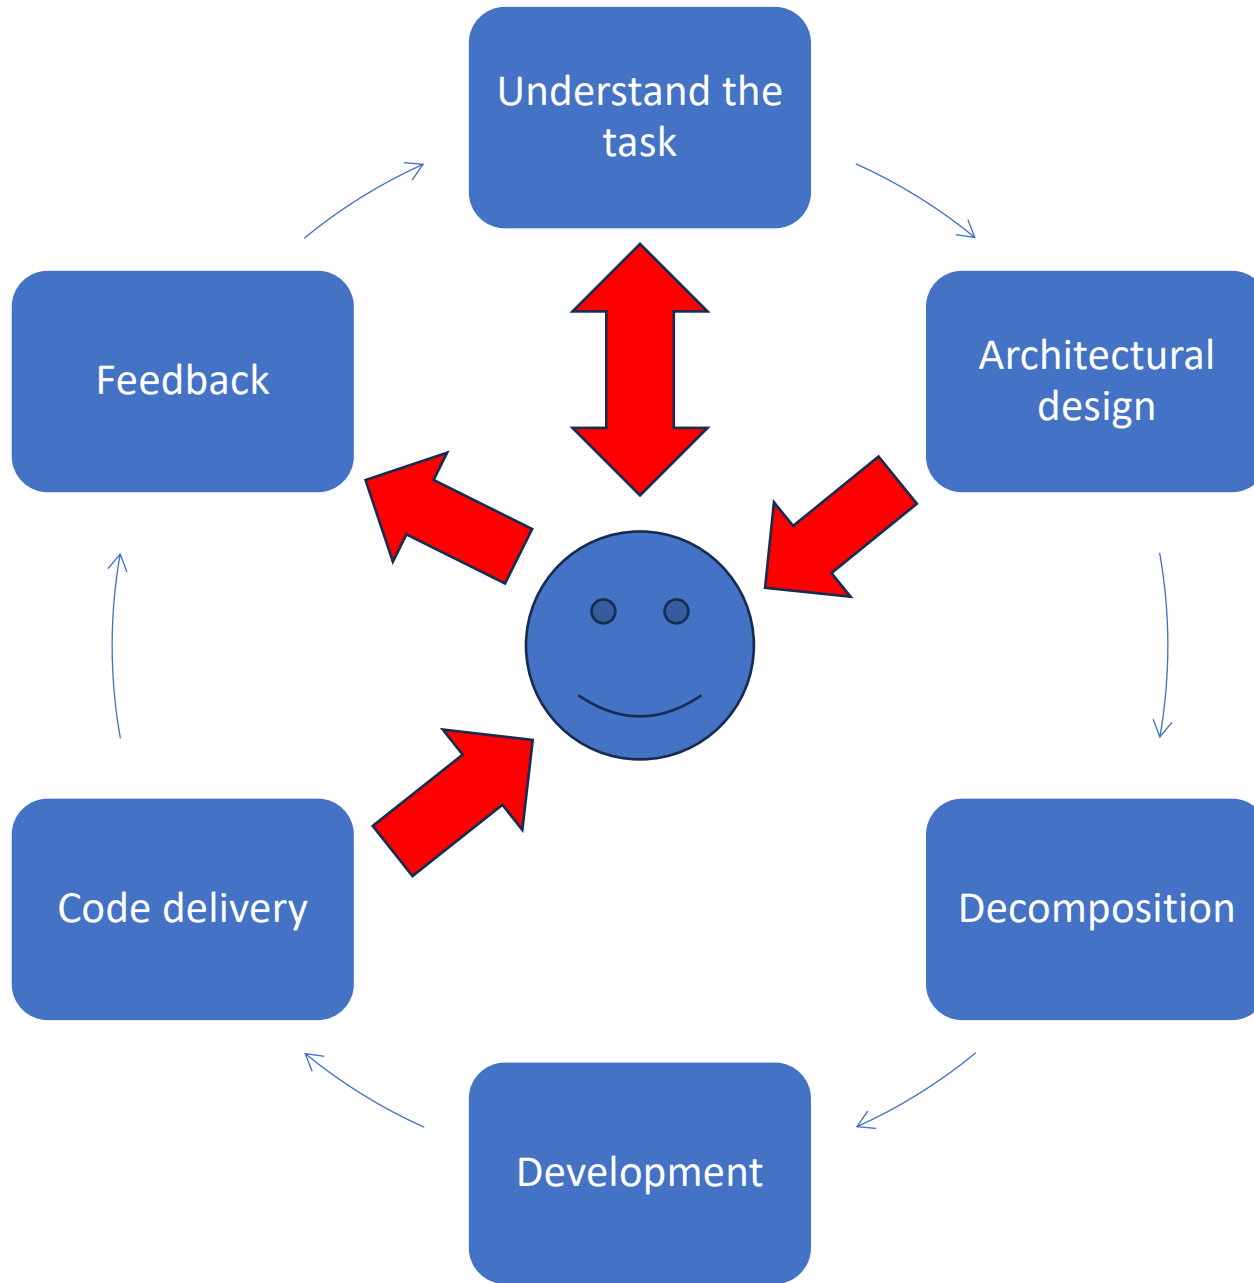 Understand the
task
Architectural
design
Decomposition
Development
Code delivery
Feedback